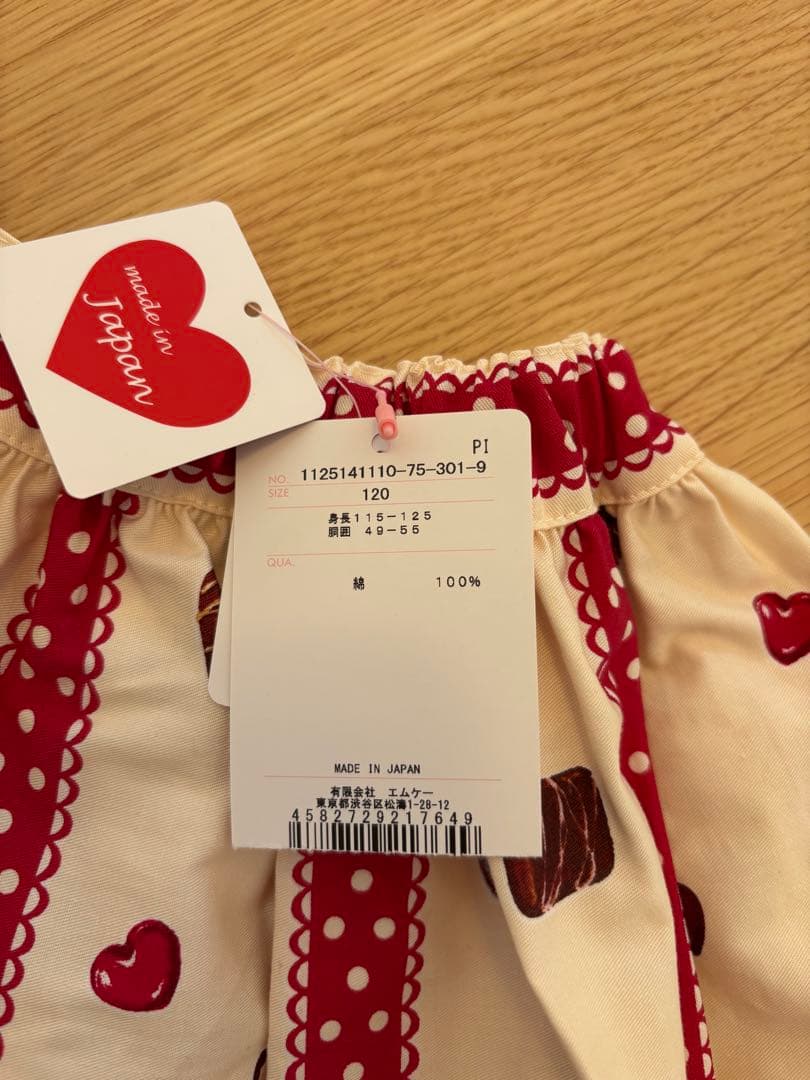 made in
Japan
PI
NO. 1125141110-75-301-9
SIZE 120
身長115-125
胴囲 49-55
QUA.
綿 100%
MADE IN JAPAN
有限会社 エムケー
東京都渋谷区松濤1-28-12
4582729217649